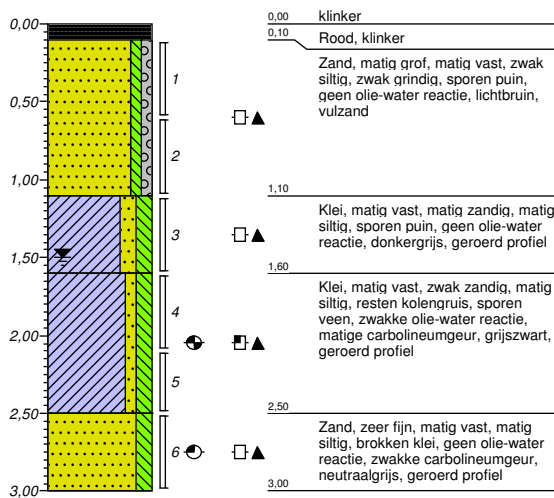 0,00
0,50
1,00
1,50
2,00
2,50
3,00
1
2
3
4
5
6
0,00 klinker
0,10 Rood, klinker
Zand, matig grof, matig vast, zwak
siltig, zwak grindig, sporen puin,
geen olie-water reactie, lichtbruin,
vulzand
1,10
Klei, matig vast, matig zandig, matig
siltig, sporen puin, geen olie-water
reactie, donkergrijs, geroerd profiel
1,60
Klei, matig vast, zwak zandig, matig
siltig, resten kolengruis, sporen
veen, zwakke olie-water reactie,
matige carbolineumgeur, grijszwart,
geroerd profiel
2,50
Zand, zeer fijn, matig vast, matig
siltig, brokken klei, geen olie-water
reactie, zwakke carbolineumgeur,
neutraalgrijs, geroerd profiel
3,00